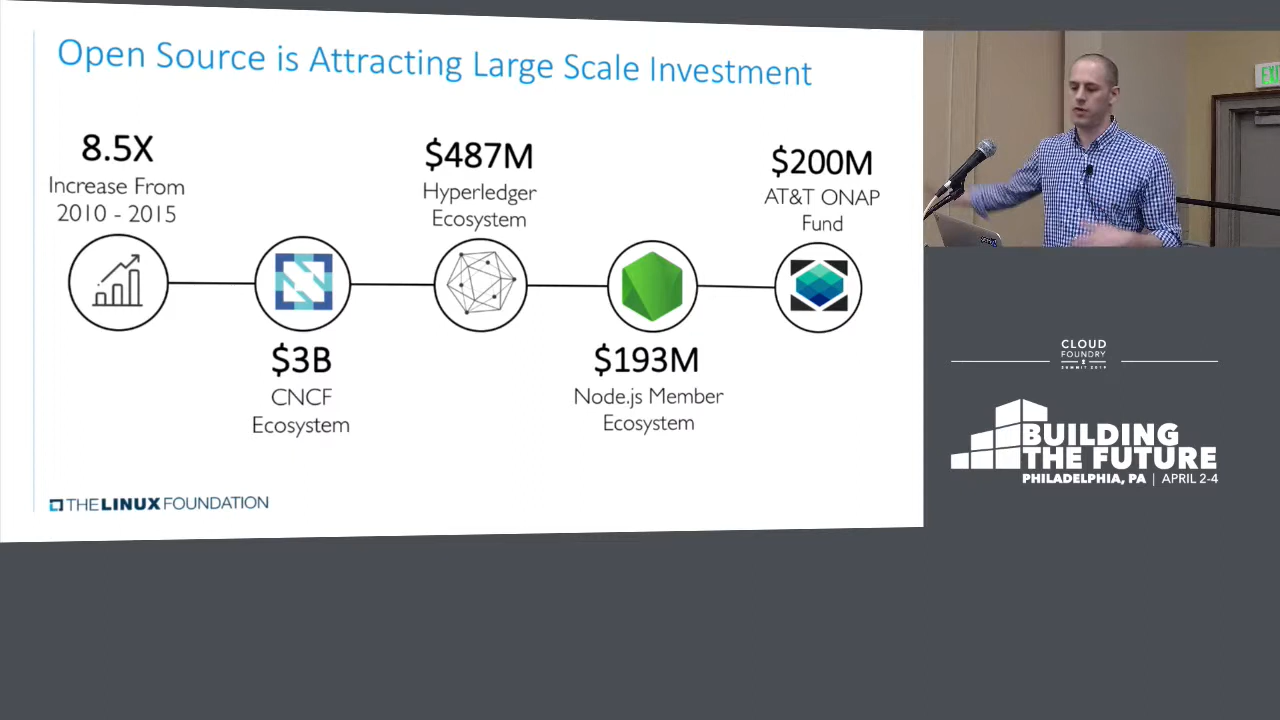 Open Source is Attracting Large Scale Investment
8.5X
Increase From
2010 - 2015
$3B
CNCF
Ecosystem
$487M
Hyperledger
Ecosystem
$193M
Node.js Member
Ecosystem
$200M
AT&T ONAP
Fund
THE LINUX FOUNDATION
CLOUD
FOUNDRY
SUMMIT 2019
BUILDING
THE FUTURE
PHILADELPHIA, PA | APRIL 2-4